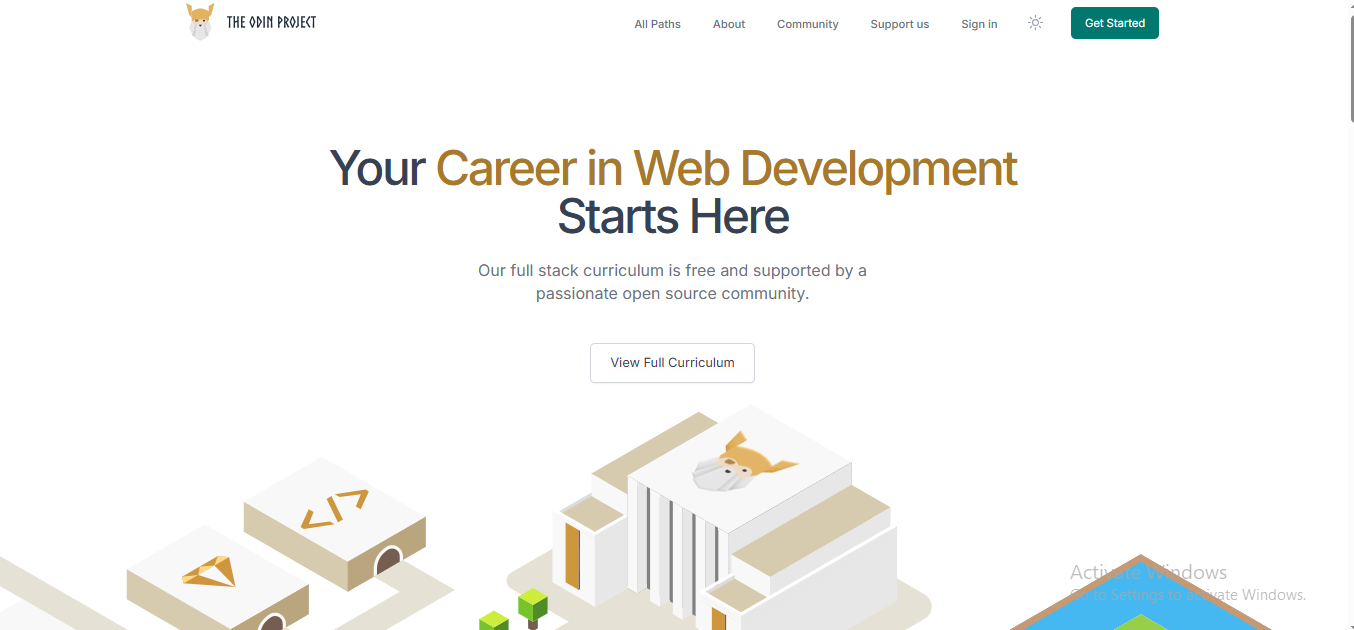 THE ODIN PROJECT
All Paths
About
Community
Support us
Sign in
Get Started
Your Career in Web Development
Starts Here
Our full stack curriculum is free and supported by a
passionate open source community.
View Full Curriculum
</>
Activate Windows
Go to Settings to activate Windows.